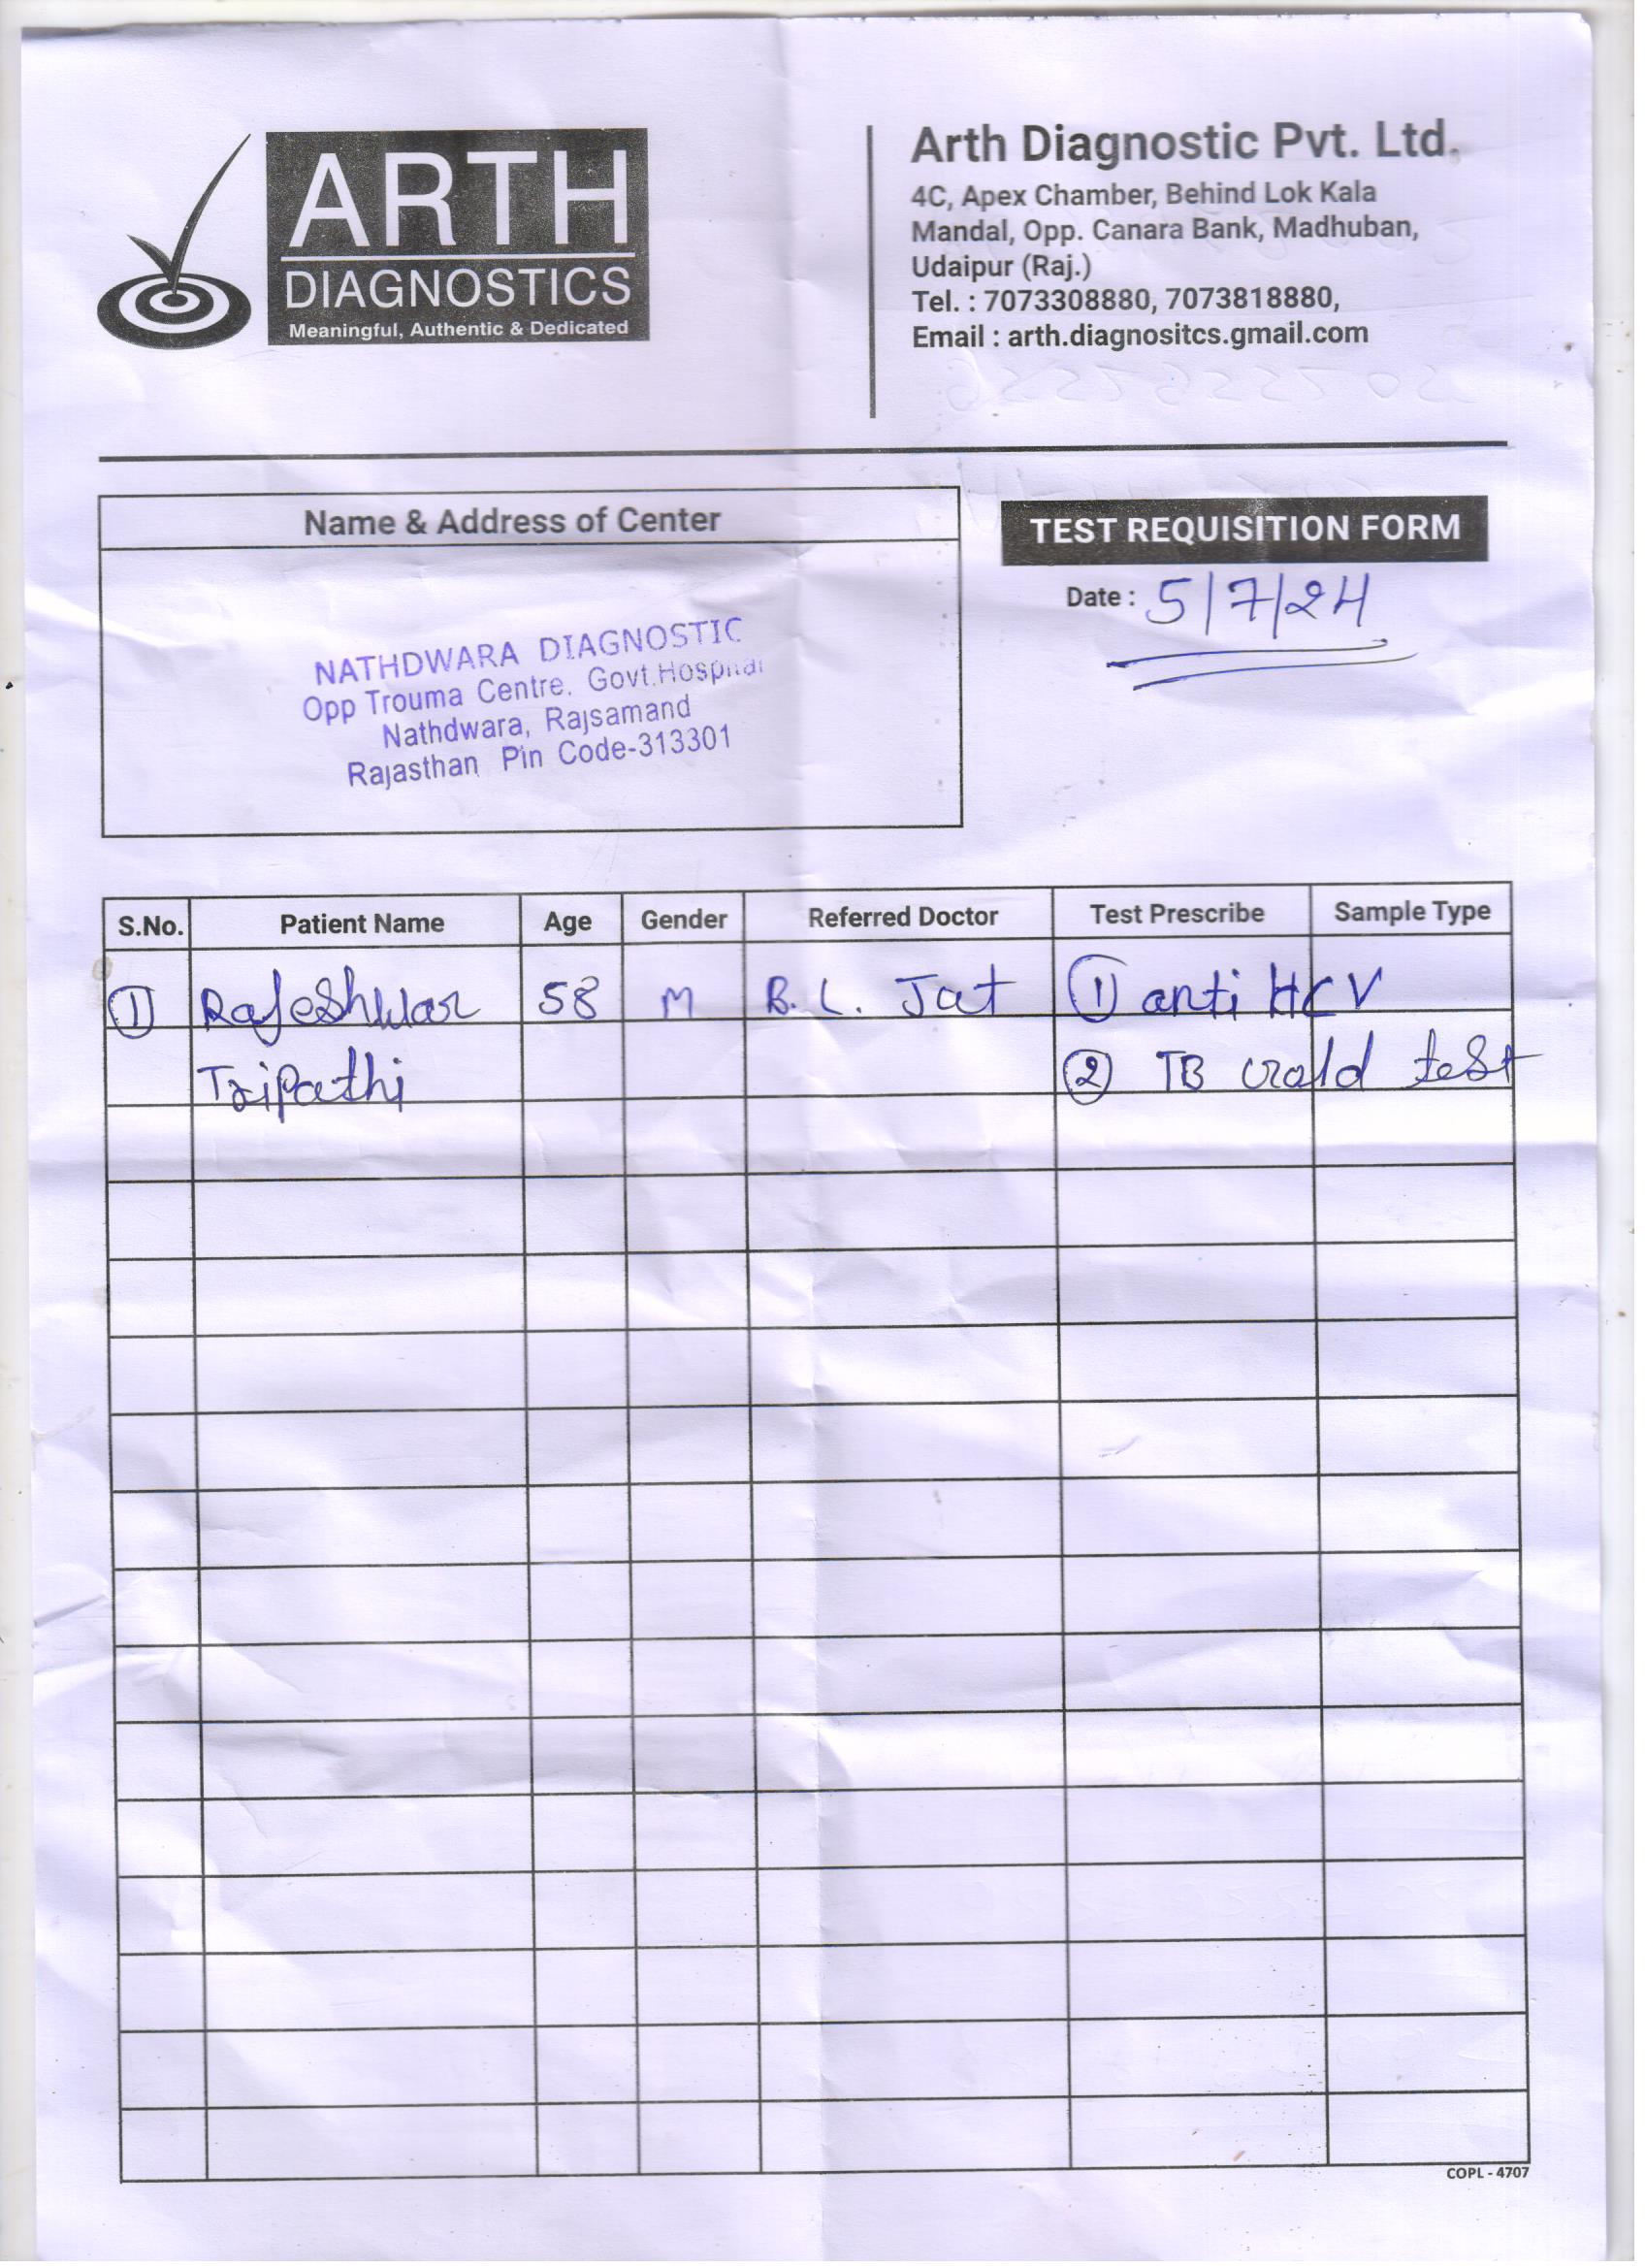 ARTH
DIAGNOSTICS
Meaningful, Authentic & Dedicated
Arth Diagnostic Pvt. Ltd.
4C, Apex Chamber, Behind Lok Kala
Mandal, Opp. Canara Bank, Madhuban,
Udaipur (Raj.)
Tel. : 7073308880, 7073818880,
Email : arth.diagnositcs.gmail.com
Name & Address of Center
NATHDWARA DIAGNOSTIC
Opp Trouma Centre. Govt.Hospital
Nathdwara, Rajsamand
Rajasthan Pin Code-313301
TEST REQUISITION FORM
Date : 5/7/24
S.No. Patient Name Age Gender Referred Doctor Test Prescribe Sample Type
① Rajeshwar 58 M B. L. Jat ① anti HCV
Tripathi ② TB Gold test
COPL - 4707